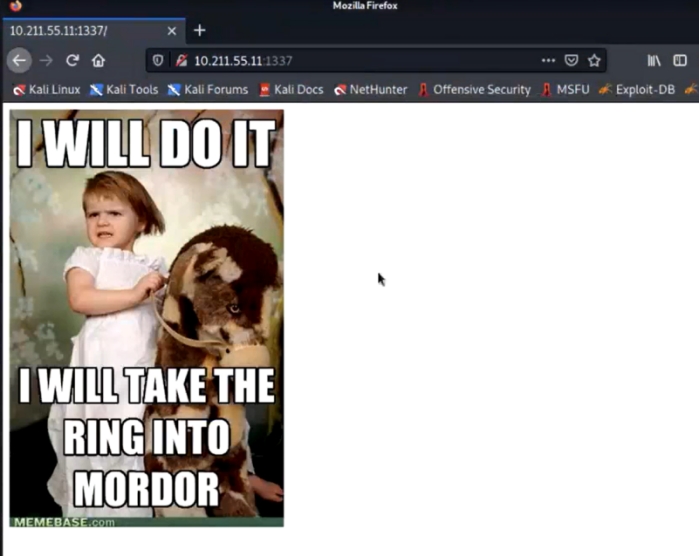 Mozilla Firefox
10.211.55.11:1337/
10.211.55.11:1337
Kali Linux Kali Tools Kali Forums Kali Docs NetHunter Offensive Security MSFU Exploit-DB
I WILL DO IT
I WILL TAKE THE
RING INTO
MORDOR
MEMEBASE.com